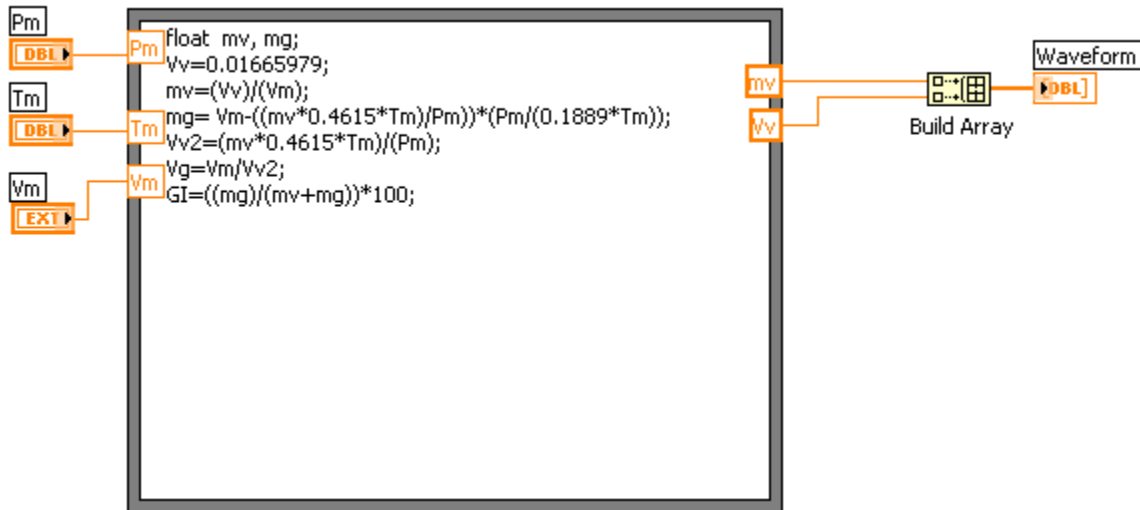 Pm
DBL
Tm
DBL
Vm
EXT
Pm
Tm
Vm
float mv, mg;
Vv=0.01665979;
mv=(Vv)/(Vm);
mg= Vm-((mv*0.4615*Tm)/Pm))*(Pm/(0.1889*Tm));
Vv2=(mv*0.4615*Tm)/(Pm);
Vg=Vm/Vv2;
GI=((mg)/(mv+mg))*100;
mv
Vv
Build Array
Waveform
DBL]